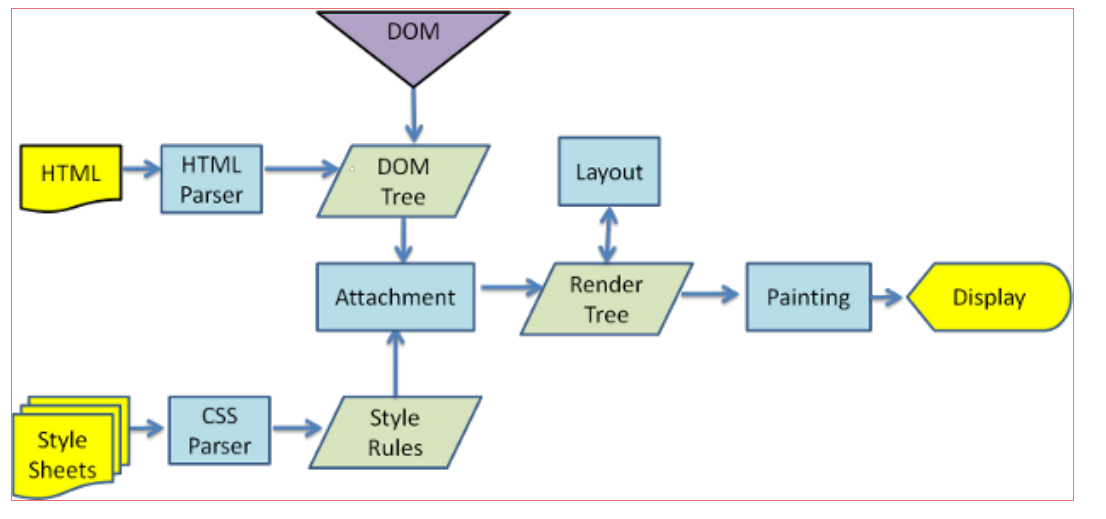 DOM
HTML
HTML
Parser
DOM
Tree
Layout
Attachment
Render
Tree
Painting
Display
Style
Sheets
CSS
Parser
Style
Rules